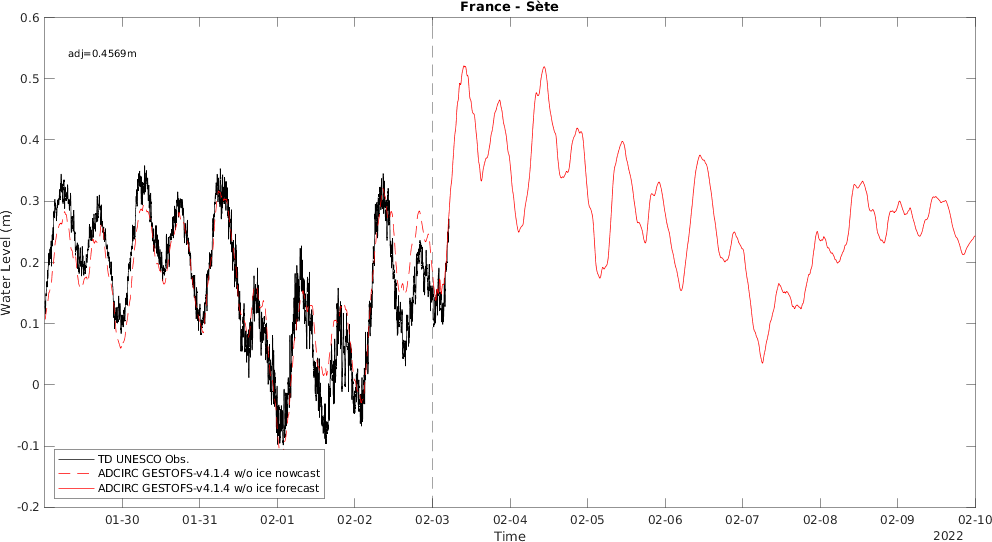 France - Sète
adj=0.4569m
0.6
0.5
0.4
0.3
0.2
0.1
0
-0.1
-0.2
Water Level (m)
TD UNESCO Obs.
ADCIRC GESTOFS-v4.1.4 w/o ice nowcast
ADCIRC GESTOFS-v4.1.4 w/o ice forecast
01-30 01-31 02-01 02-02 02-03 02-04 02-05 02-06 02-07 02-08 02-09 02-10
Time
2022